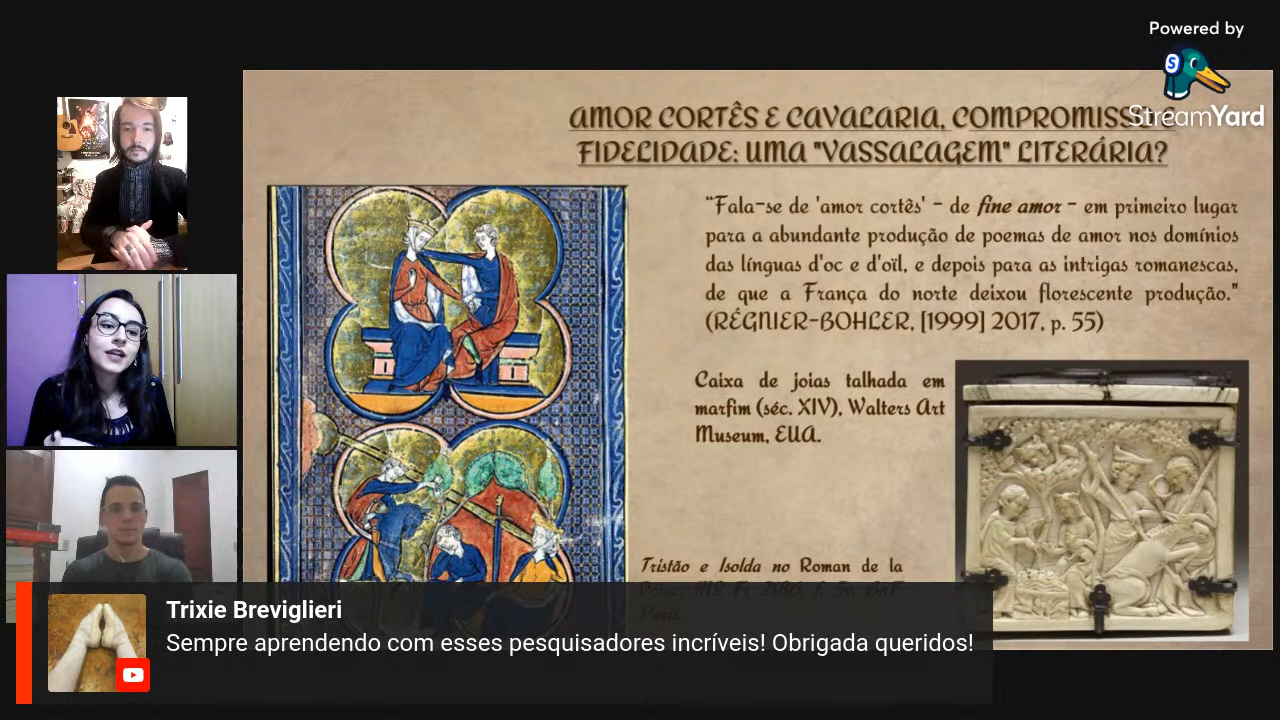 Powered by
StreamYard
AMOR CORTÊS E CAVALARIA, COMPROMISSO E
FIDELIDADE: UMA "VASSALAGEM" LITERÁRIA?
"Fala-se de 'amor cortês' - de fine amor - em primeiro lugar
para a abundante produção de poemas de amor nos domínios
das línguas d'oc e d'oïl, e depois para as intrigas romanescas,
de que a França do norte deixou florescente produção."
(RÉGNIER-BOHLER, [1999] 2017, p. 55)
Caixa de joias talhada em
marfim (séc. XIV), Walters Art
Museum, EUA.
Tristão e Isolda no Roman de la
Trixie Breviglieri
Sempre aprendendo com esses pesquisadores incríveis! Obrigada queridos!